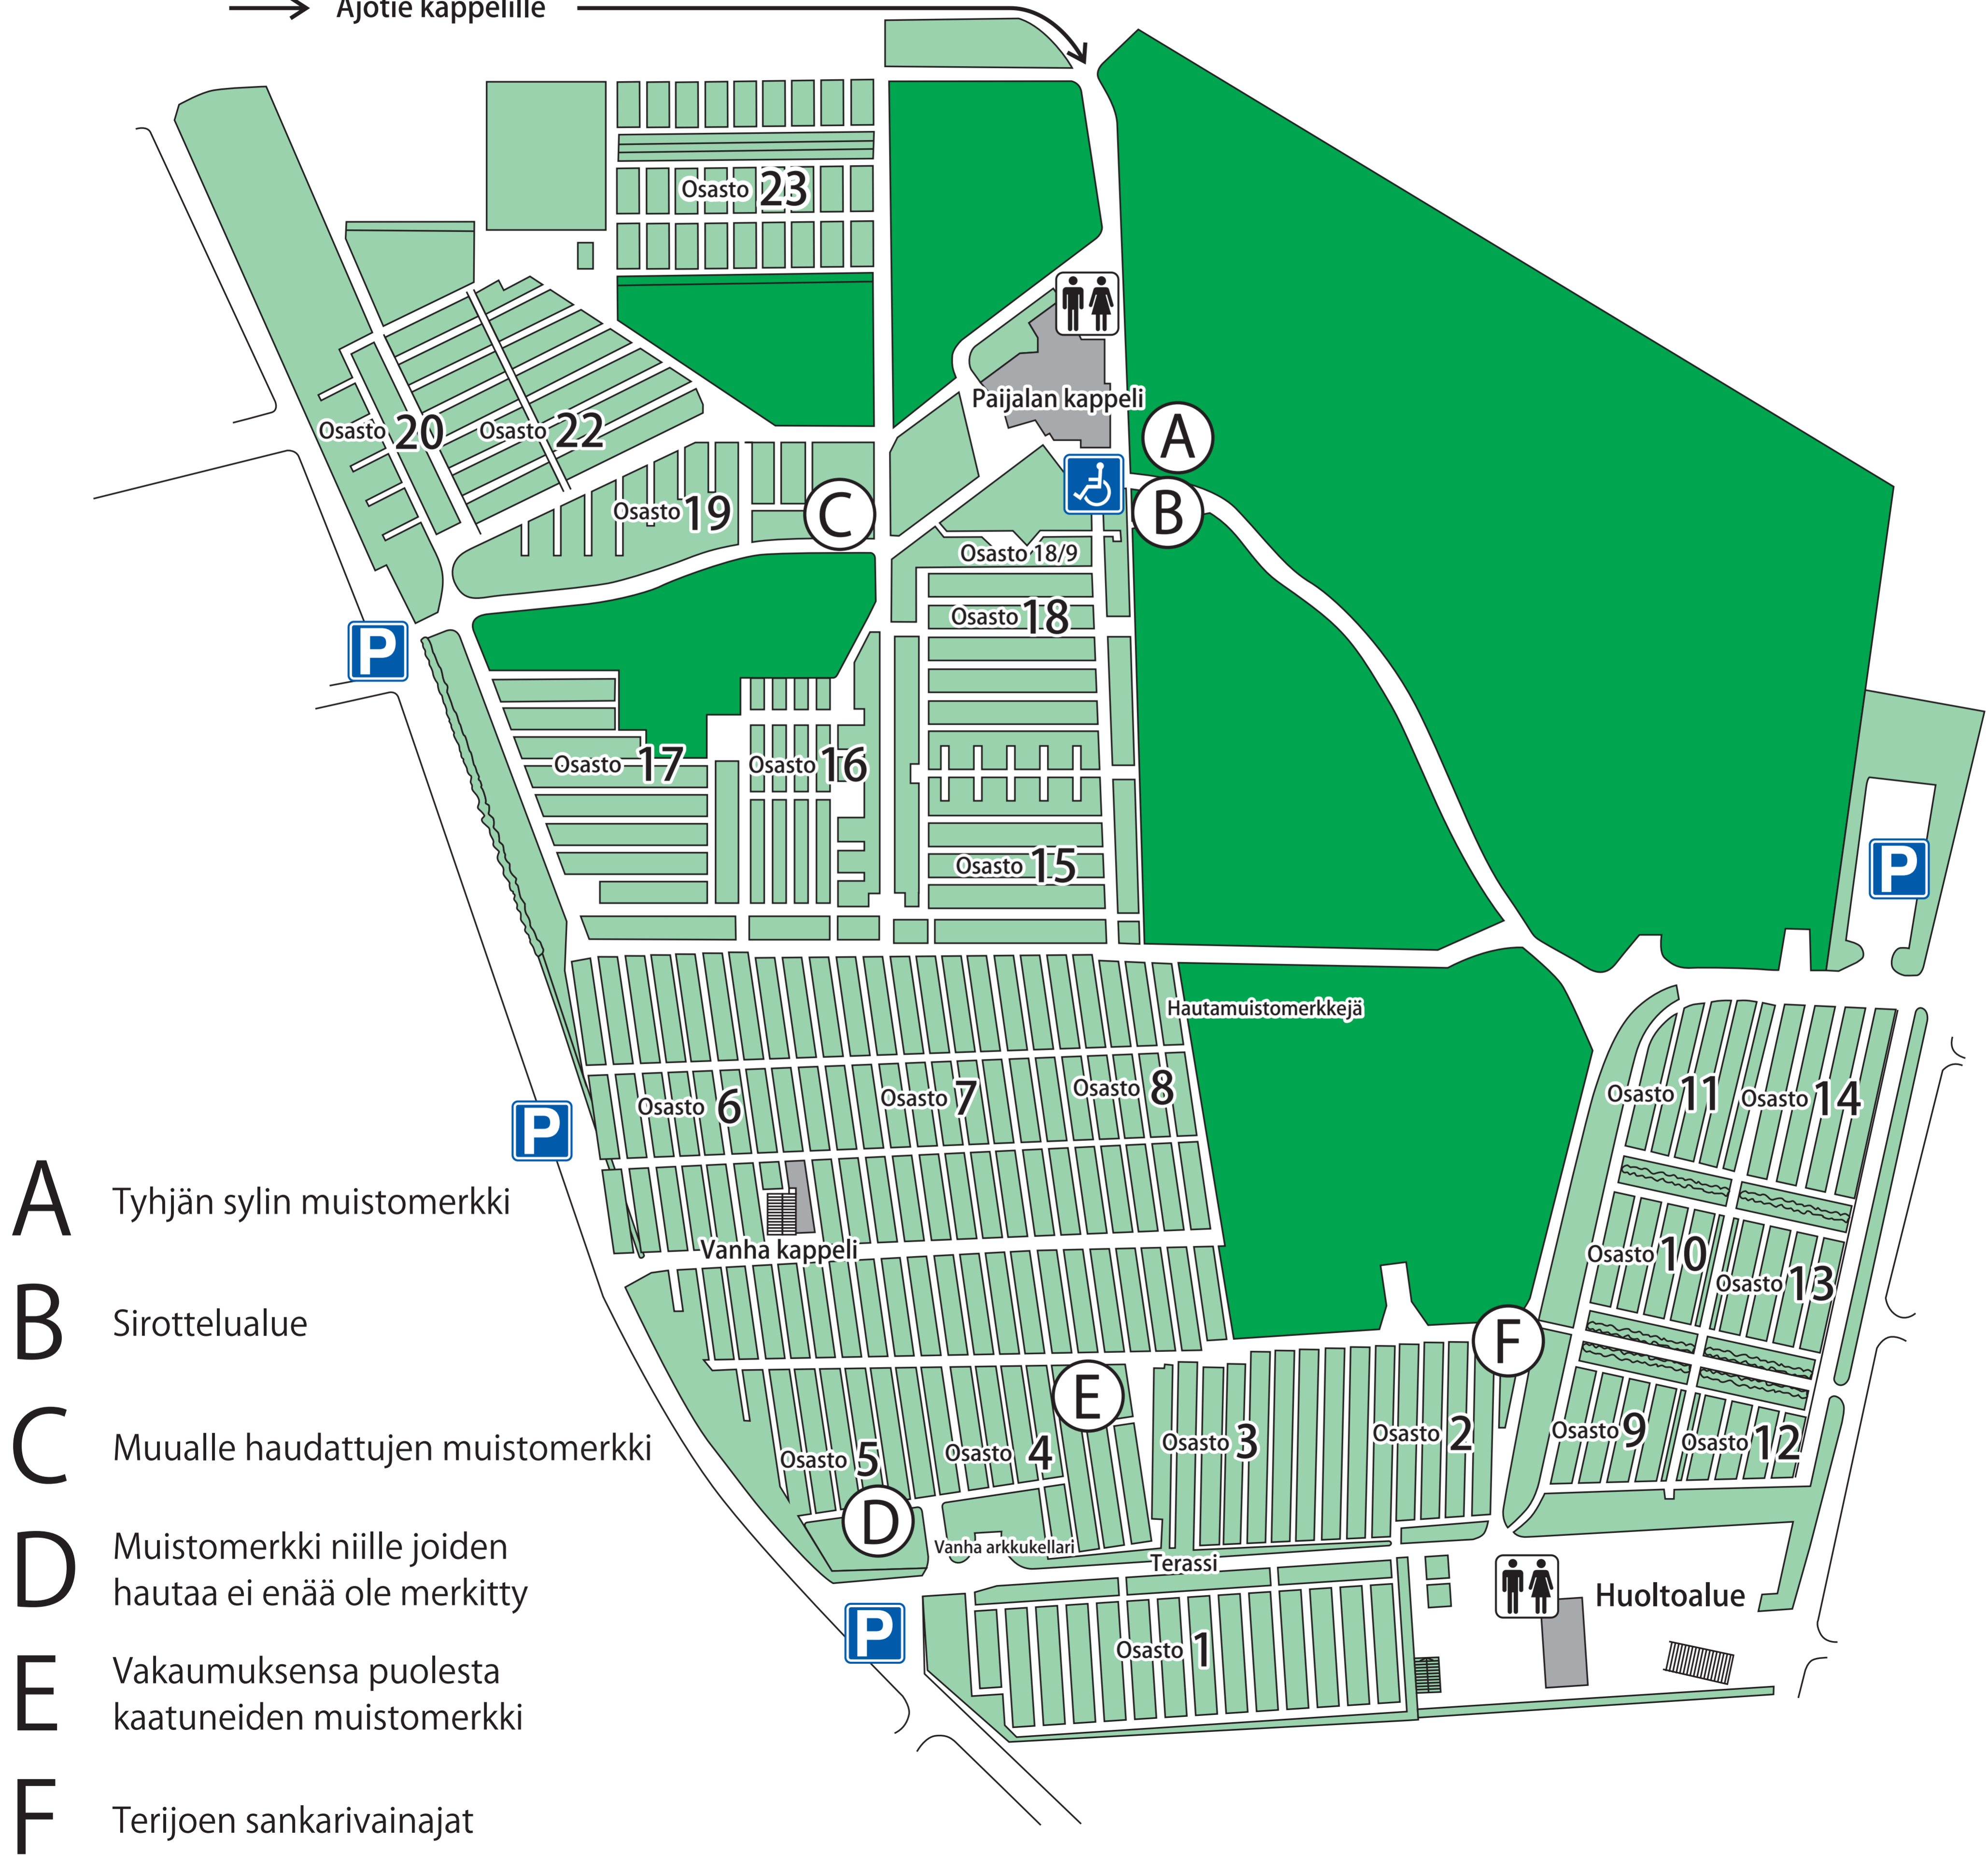 Ajotie kappelille
Osasto 23
Paijalan kappeli
A
Osasto 20
Osasto 22
Osasto 19
C
B
Osasto 18/9
Osasto 18
P
Osasto 17
Osasto 16
Osasto 15
P
Hautamuistomerkkejä
Osasto 6
Osasto 7
Osasto 8
Osasto 11
Osasto 14
P
Vanha kappeli
Osasto 10
Osasto 13
F
E
Osasto 5
Osasto 4
Osasto 3
Osasto 2
Osasto 9
Osasto 12
D
Vanha arkkukellari
Terassi
Huoltoalue
P
Osasto 1
A Tyhjän sylin muistomerkki
B Sirottelualue
C Muualle haudattujen muistomerkki
D Muistomerkki niille joiden
hautaa ei enää ole merkitty
E Vakaumuksensa puolesta
kaatuneiden muistomerkki
F Terijoen sankarivainajat